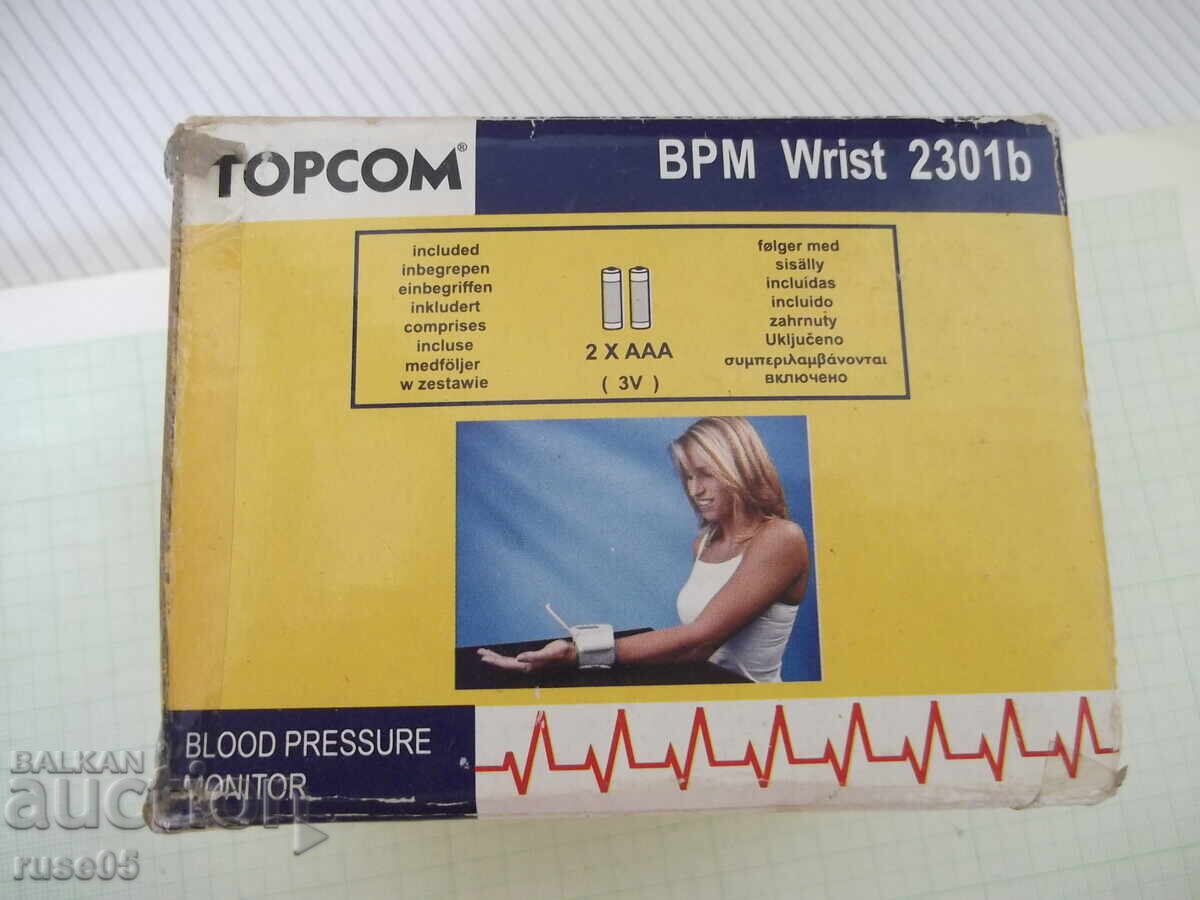 TOPCOM®
BPM Wrist 2301b
included
inbegrepen
einbegriffen
inkludert
comprises
incluse
medföljer
w zestawie
2 X AAA
( 3V )
følger med
sisälly
incluídas
incluido
zahrnuty
Uključeno
συμπεριλαμβάνονται
включено
BLOOD PRESSURE
MONITOR
BALKAN
auction
ruse05